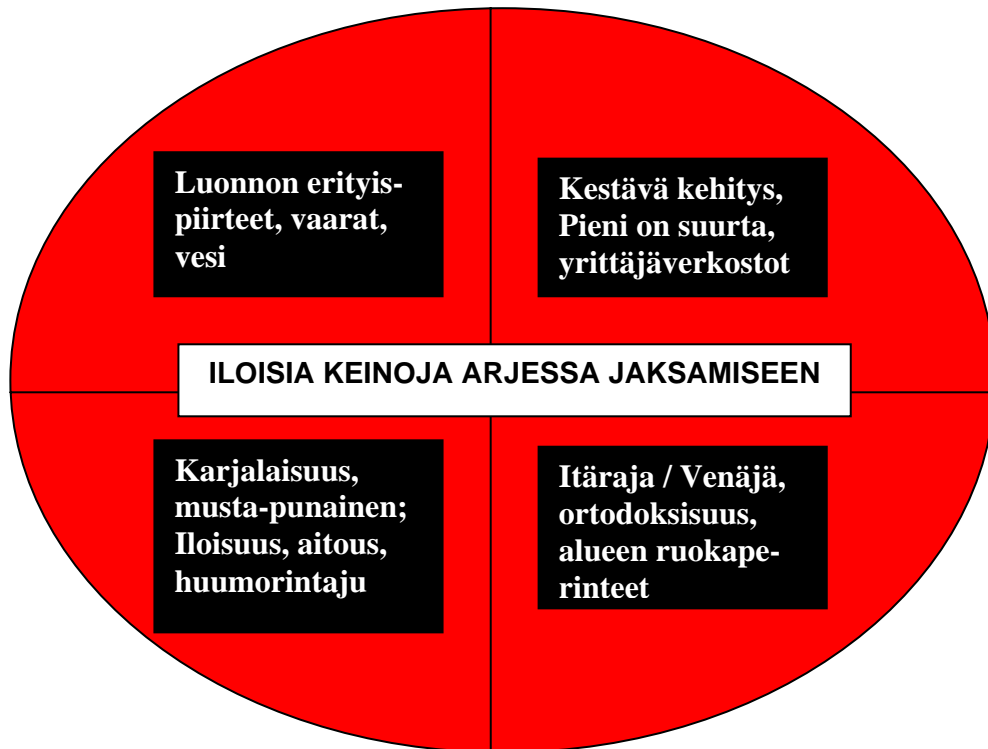 Luonnon erityis-
piirteet, vaarat,
vesi
Kestävä kehitys,
Pieni on suurta,
yrittäjäverkostot
ILOISIA KEINOJA ARJESSA JAKSAMISEEN
Karjalaisuus,
musta-punainen;
Iloisuus, aitous,
huumorintaju
Itäraja / Venäjä,
ortodoksisuus,
alueen ruokape-
rinteet